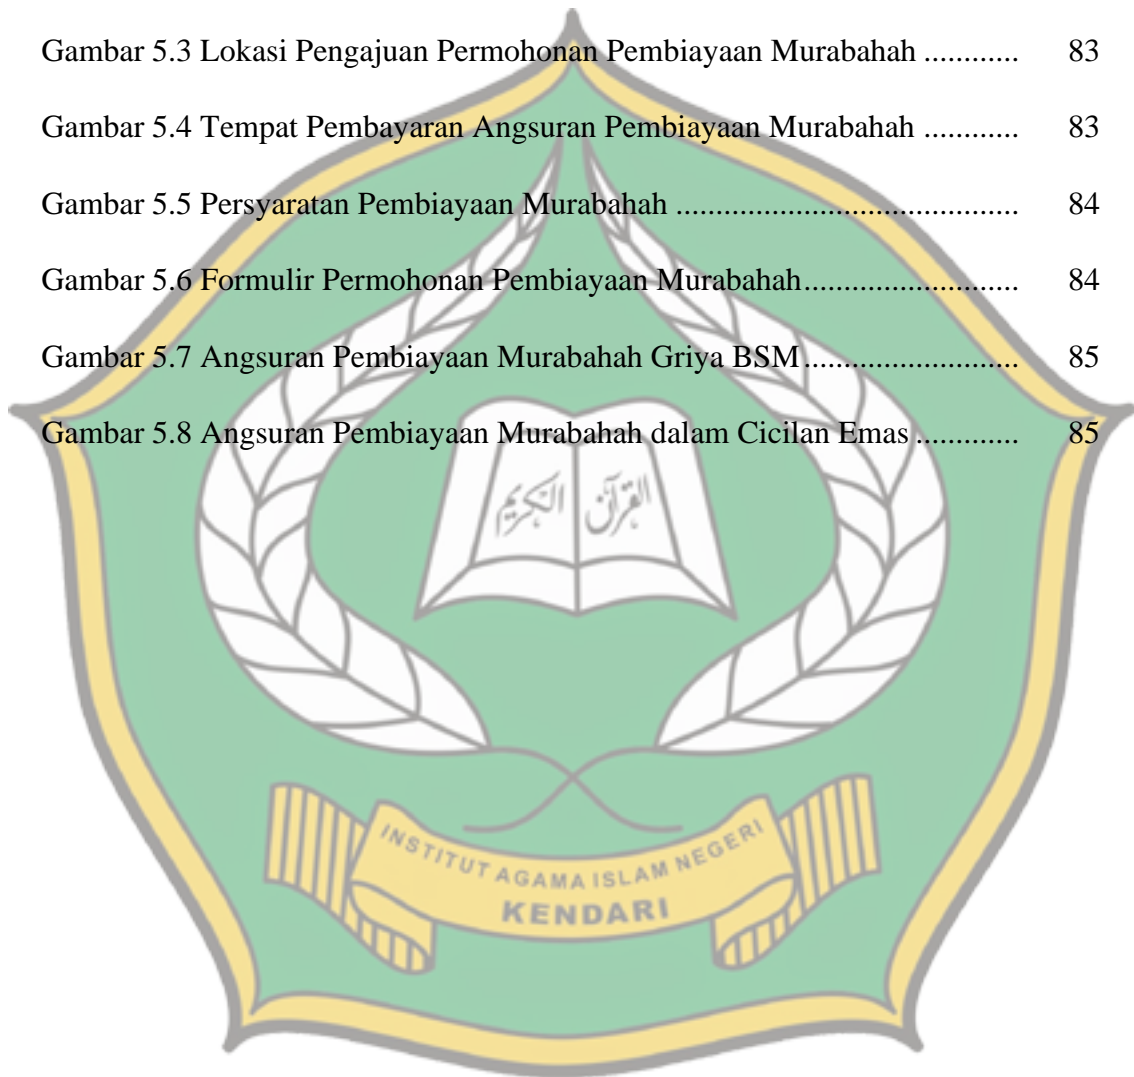 Gambar 5.3 Lokasi Pengajuan Permohonan Pembiayaan Murabahah ............ 83
Gambar 5.4 Tempat Pembayaran Angsuran Pembiayaan Murabahah ............ 83
Gambar 5.5 Persyaratan Pembiayaan Murabahah .......................................... 84
Gambar 5.6 Formulir Permohonan Pembiayaan Murabahah.......................... 84
Gambar 5.7 Angsuran Pembiayaan Murabahah Griya BSM.......................... 85
Gambar 5.8 Angsuran Pembiayaan Murabahah dalam Cicilan Emas ............. 85
القرآن الكريم
INSTITUT AGAMA ISLAM NEGERI
KENDARI